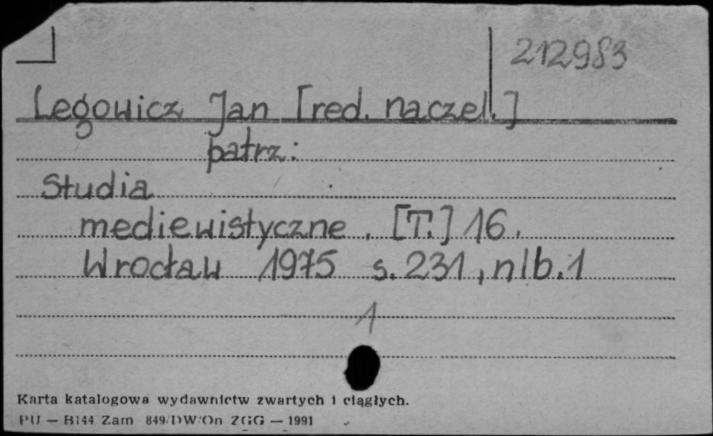 212983
Legowicz Jan [red. naczel.]
patrz:
Studia
mediewistyczne. [T.] 16.
Wrocław 1975 s. 231, nlb. 1
1
Karta katalogowa wydawnictw zwartych i ciągłych.
PU — B144 Zam 849/DW/On ZGG — 1991